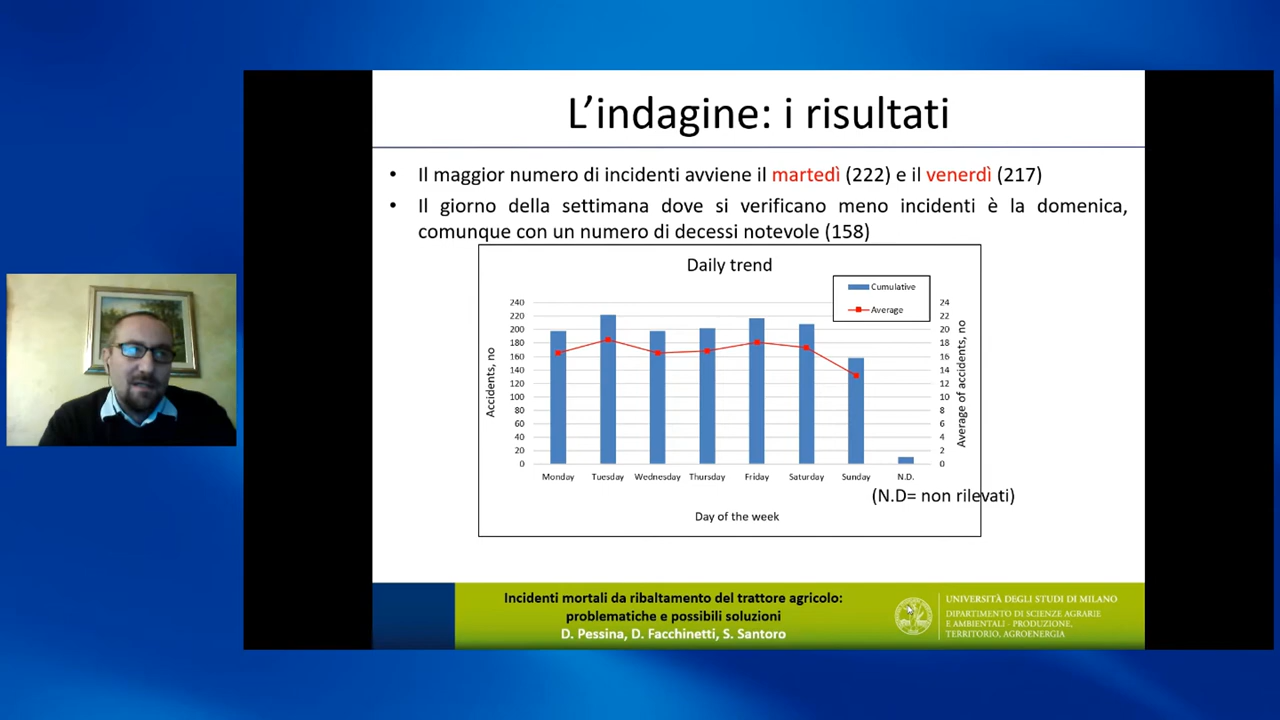 L'indagine: i risultati
• Il maggior numero di incidenti avviene il martedì (222) e il venerdì (217)
• Il giorno della settimana dove si verificano meno incidenti è la domenica,
comunque con un numero di decessi notevole (158)
Daily trend
Cumulative
Average
240
220
200
180
160
140
120
100
80
60
40
20
0
Accidents, no
24
22
20
18
16
14
12
10
8
6
4
2
0
Average of accidents, no
Monday Tuesday Wednesday Thursday Friday Saturday Sunday N.D.
(N.D= non rilevati)
Day of the week
Incidenti mortali da ribaltamento del trattore agricolo:
problematiche e possibili soluzioni
D. Pessina, D. Facchinetti, S. Santoro
UNIVERSITÀ DEGLI STUDI DI MILANO
DIPARTIMENTO DI SCIENZE AGRARIE
E AMBIENTALI - PRODUZIONE,
TERRITORIO, AGROENERGIA